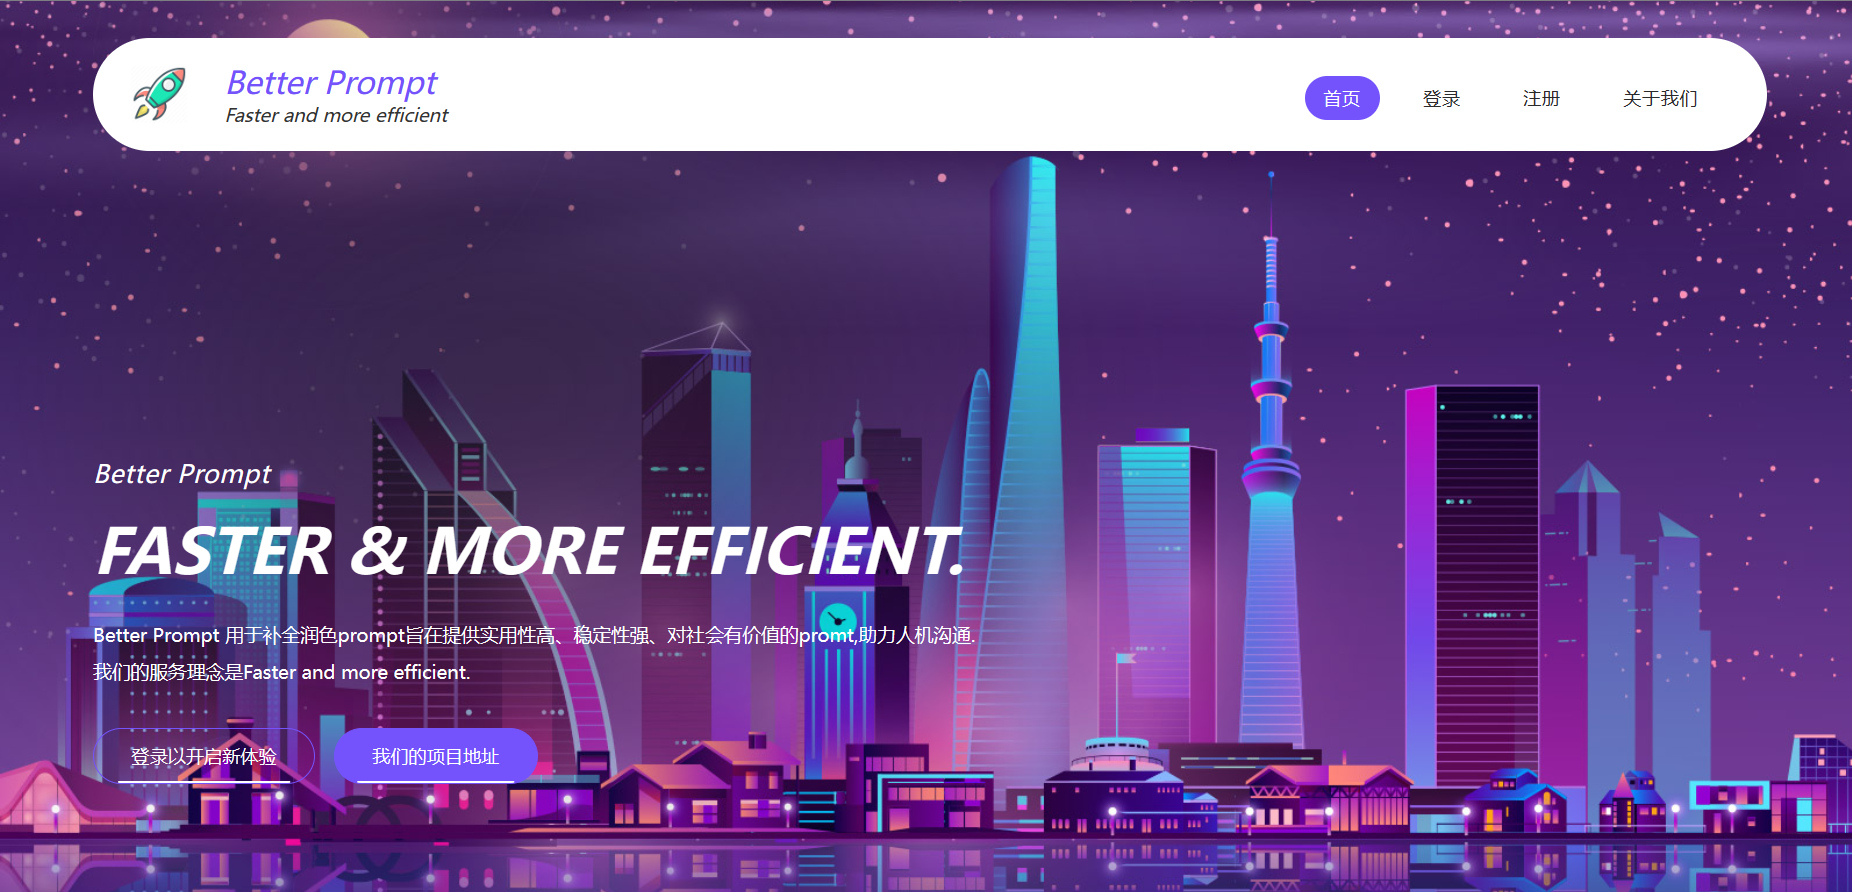 Better Prompt
Faster and more efficient
首页 登录 注册 关于我们
Better Prompt
FASTER & MORE EFFICIENT.
Better Prompt 用于补全润色prompt旨在提供实用性高、稳定性强、对社会有价值的promt,助力人机沟通.
我们的服务理念是Faster and more efficient.
登录以开启新体验 我们的项目地址